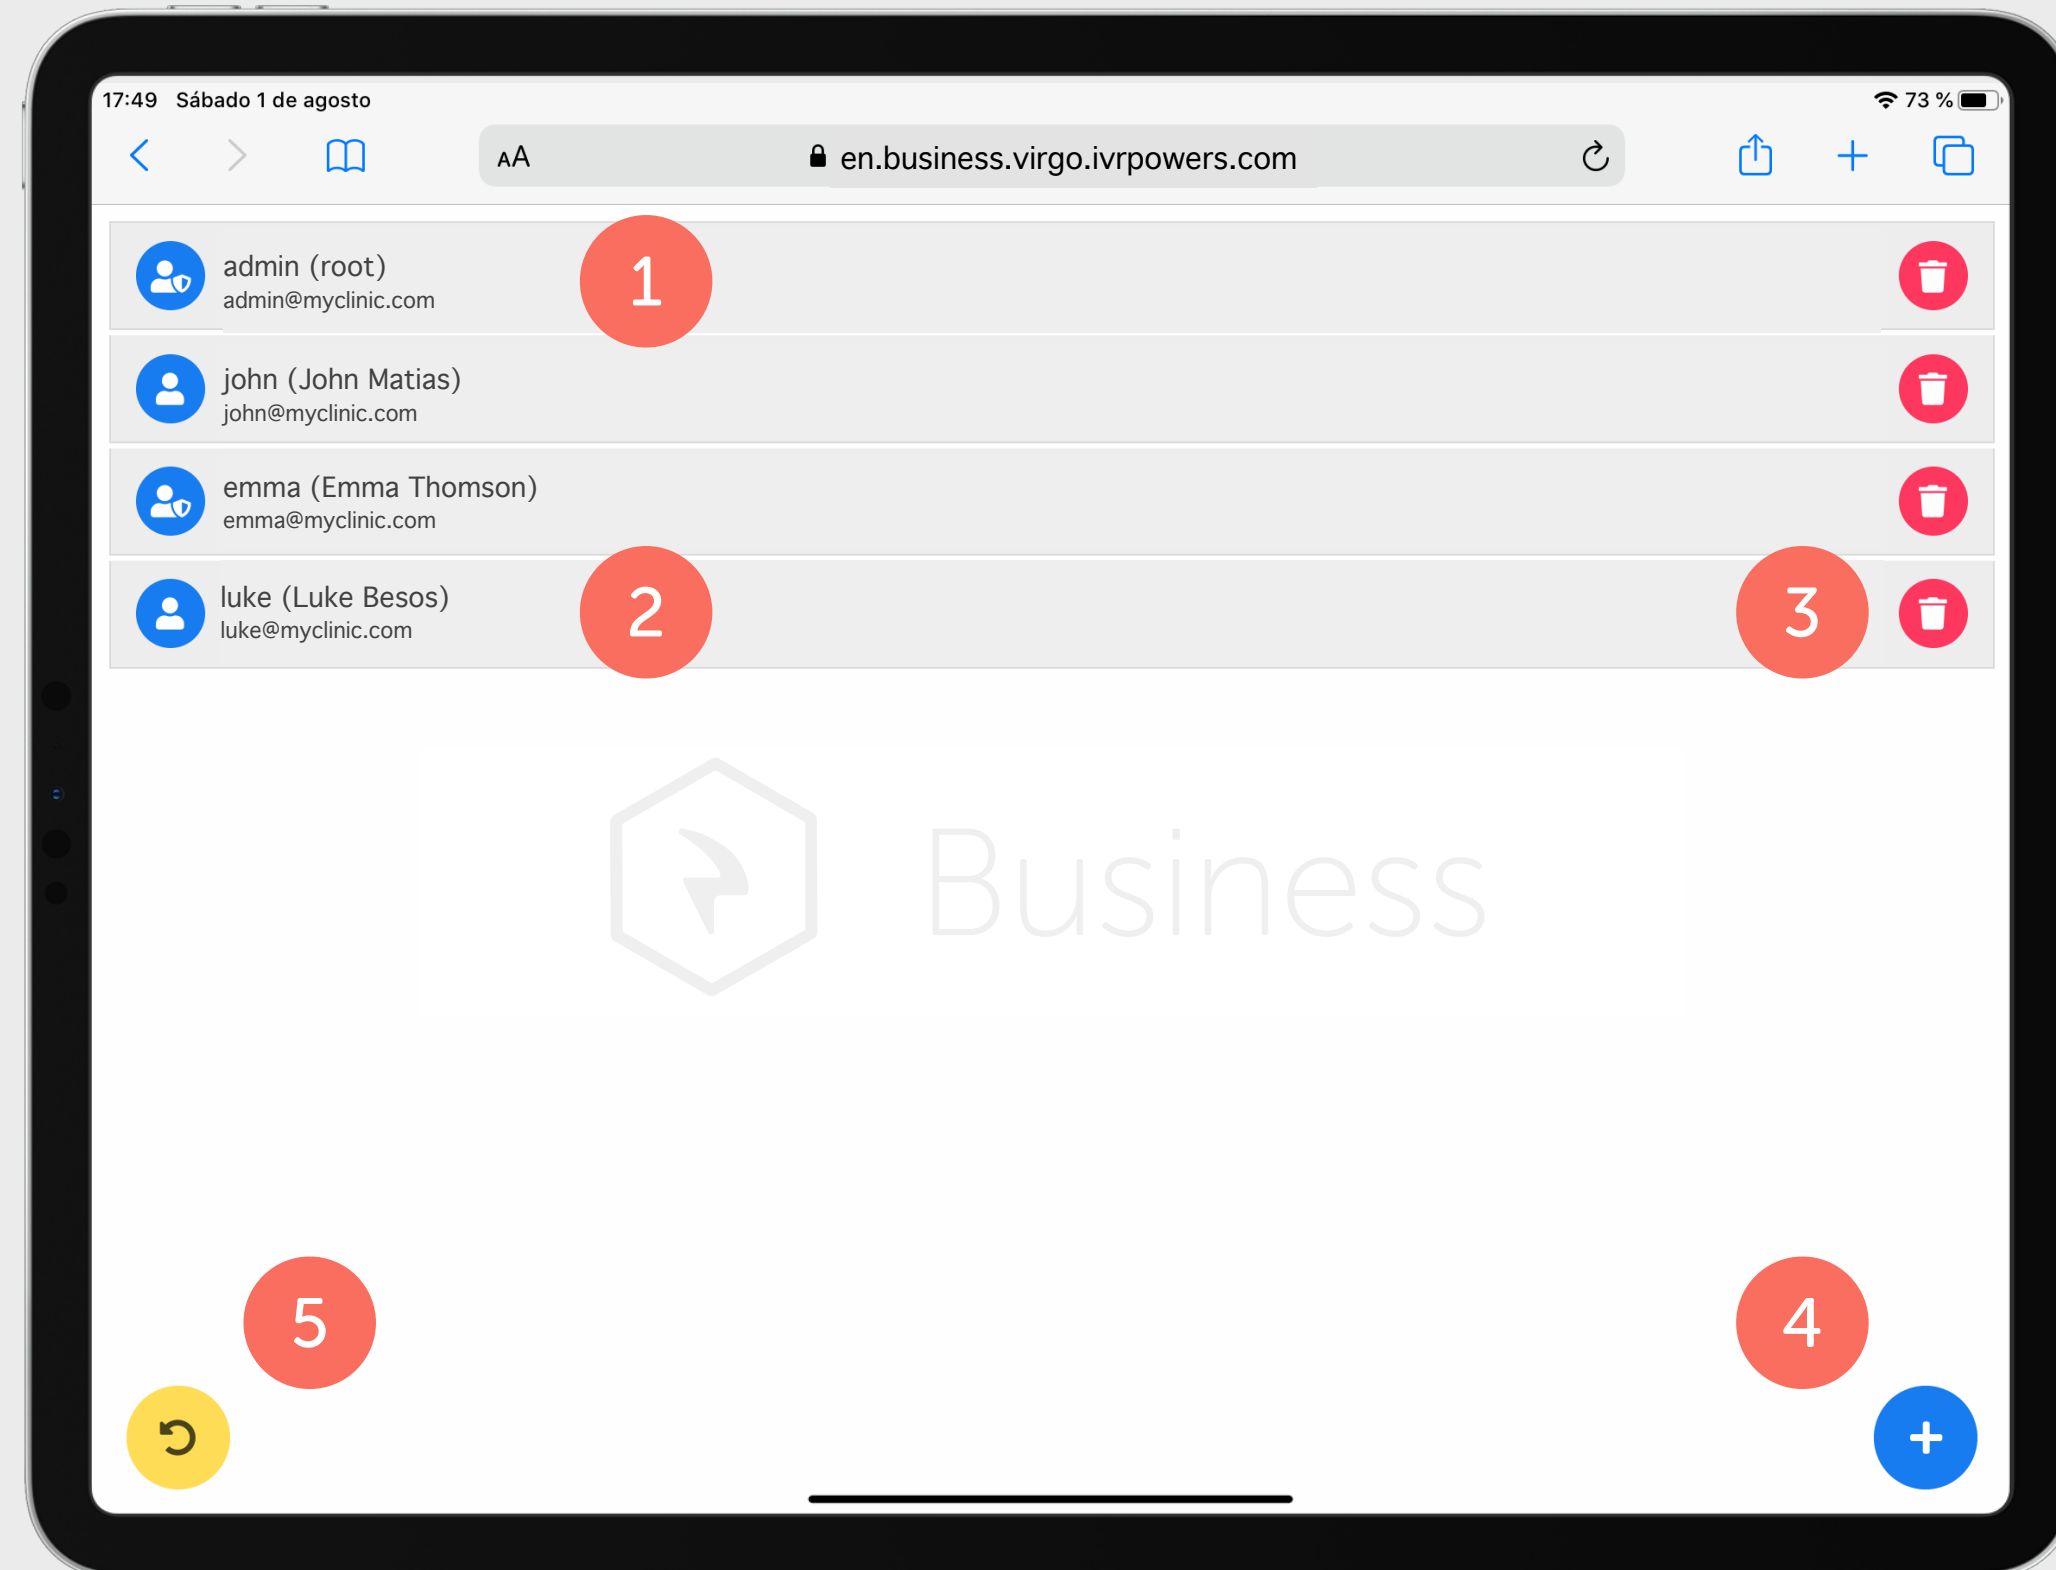 17:49 Sábado 1 de agosto
73 %
AA
en.business.virgo.ivrpowers.com
admin (root)
admin@myclinic.com
1
john (John Matias)
john@myclinic.com
emma (Emma Thomson)
emma@myclinic.com
luke (Luke Besos)
luke@myclinic.com
2
3
Business
5
4